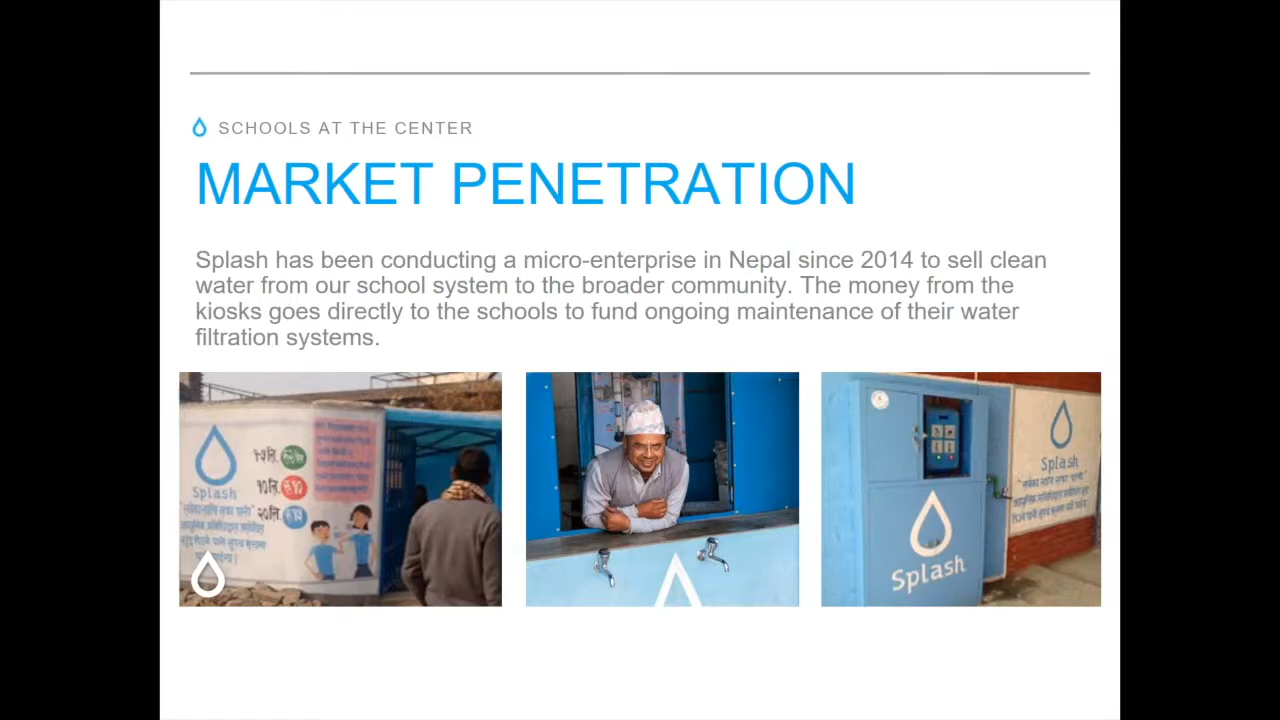 SCHOOLS AT THE CENTER
MARKET PENETRATION
Splash has been conducting a micro-enterprise in Nepal since 2014 to sell clean
water from our school system to the broader community. The money from the
kiosks goes directly to the schools to fund ongoing maintenance of their water
filtration systems.
Splash
Splash
Splash